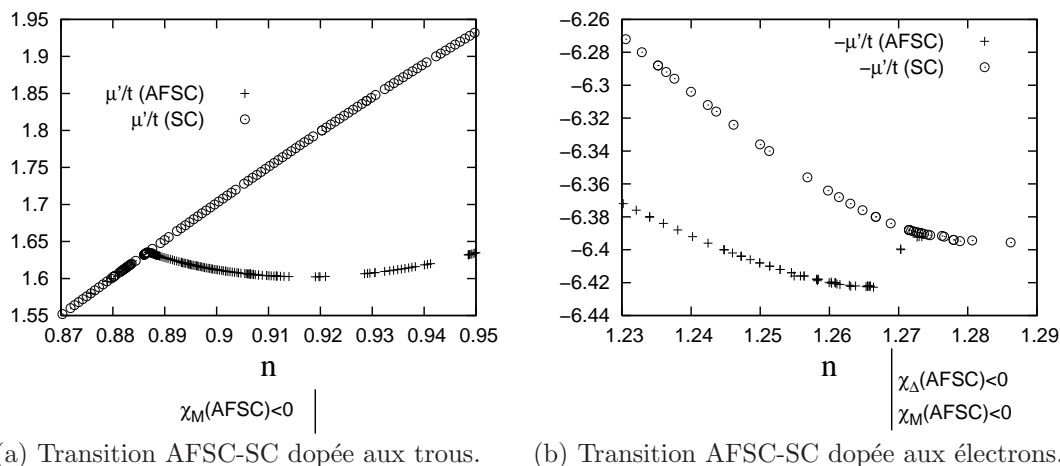 1.95
1.9
1.85
1.8
1.75
1.7
1.65
1.6
1.55
0.87 0.88 0.89 0.90 0.91 0.92 0.93 0.94 0.95
n
μ'/t (AFSC)
μ'/t (SC)
χM(AFSC)<0
(a) Transition AFSC-SC dopée aux trous.
−6.26
−6.28
−6.3
−6.32
−6.34
−6.36
−6.38
−6.4
−6.42
−6.44
1.23 1.24 1.25 1.26 1.27 1.28 1.29
n
−μ'/t (AFSC)
−μ'/t (SC)
χΔ(AFSC)<0
χM(AFSC)<0
(b) Transition AFSC-SC dopée aux électrons.